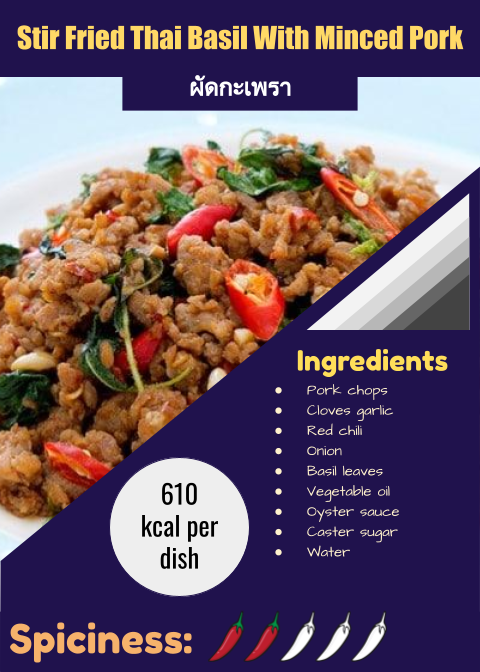 Stir Fried Thai Basil With Minced Pork
ผัดกะเพรา
Ingredients
Pork chops
Cloves garlic
Red chili
Onion
Basil leaves
Vegetable oil
Oyster sauce
Caster sugar
Water
610
kcal per
dish
Spiciness: